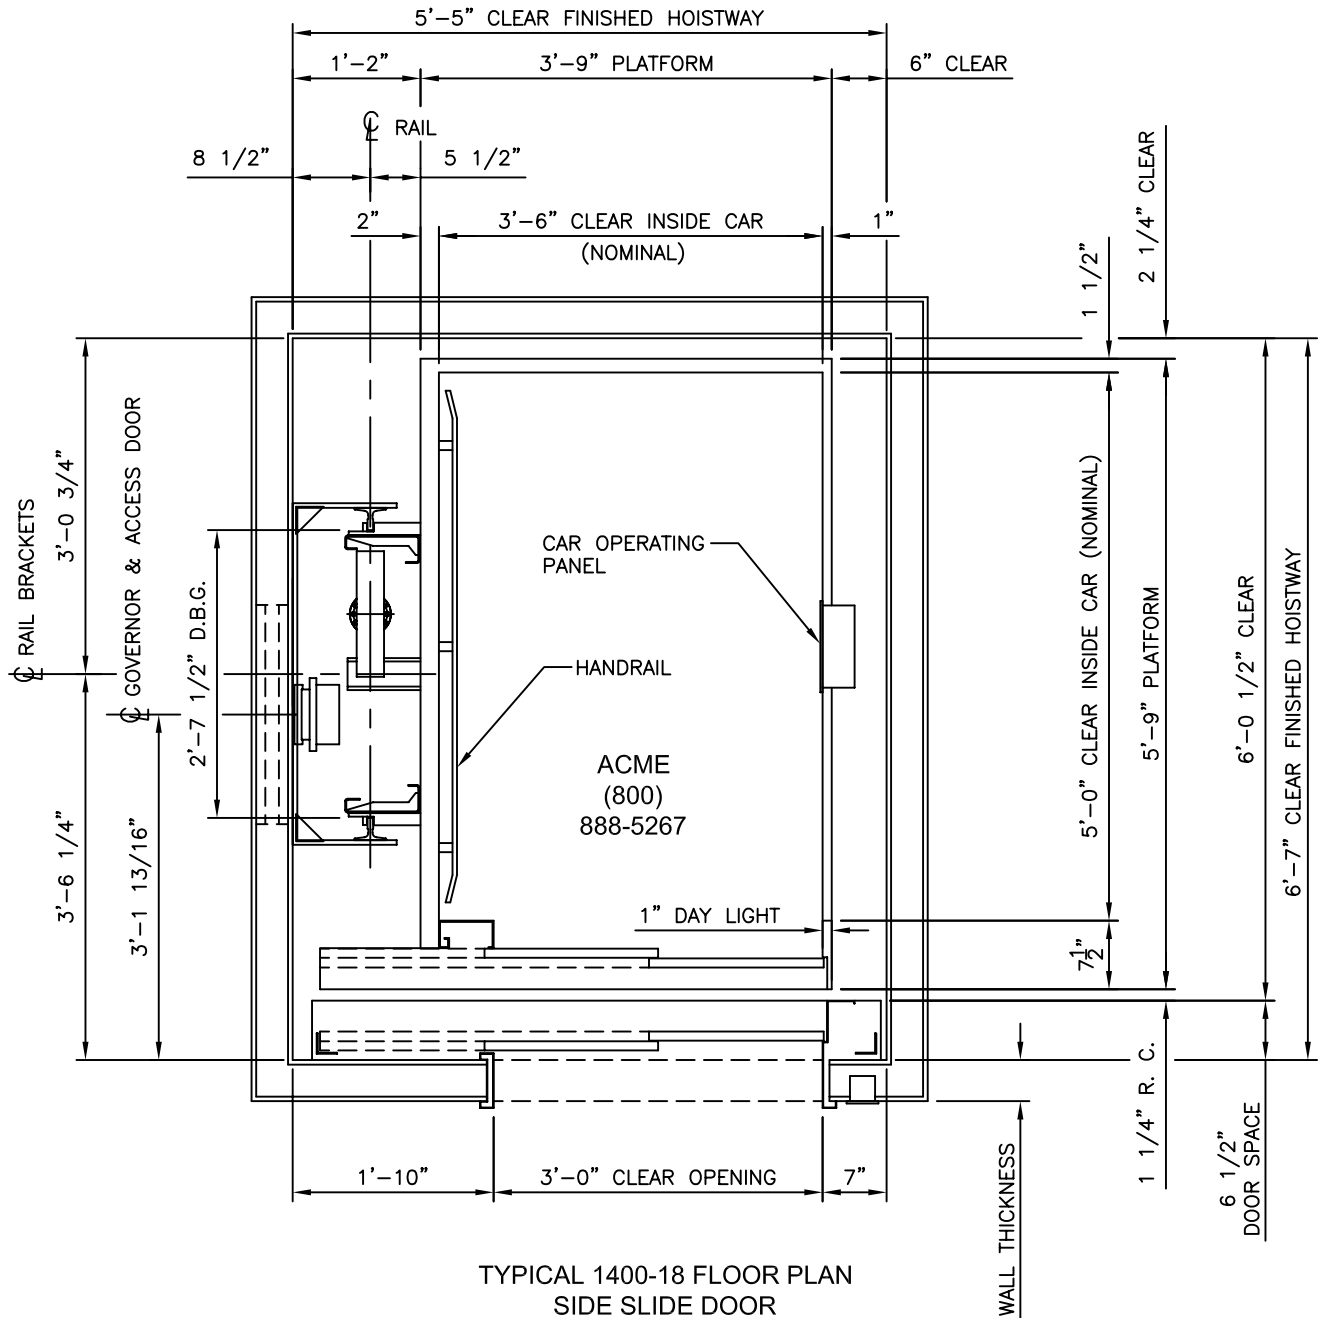 5'-5" CLEAR FINISHED HOISTWAY
1'-2"
3'-9" PLATFORM
6" CLEAR
℄ RAIL
8 1/2"
5 1/2"
2"
3'-6" CLEAR INSIDE CAR
(NOMINAL)
1"
2 1/4" CLEAR
1 1/2"
℄ RAIL BRACKETS
3'-0 3/4"
3'-6 1/4"
℄ GOVERNOR & ACCESS DOOR
3'-1 13/16"
2'-7 1/2" D.B.G.
CAR OPERATING
PANEL
HANDRAIL
ACME
(800)
888-5267
1" DAY LIGHT
5'-0" CLEAR INSIDE CAR (NOMINAL)
7 1/2"
5'-9" PLATFORM
6'-0 1/2" CLEAR
6'-7" CLEAR FINISHED HOISTWAY
1 1/4" R. C.
6 1/2"
DOOR SPACE
WALL THICKNESS
1'-10"
3'-0" CLEAR OPENING
7"
TYPICAL 1400-18 FLOOR PLAN
SIDE SLIDE DOOR